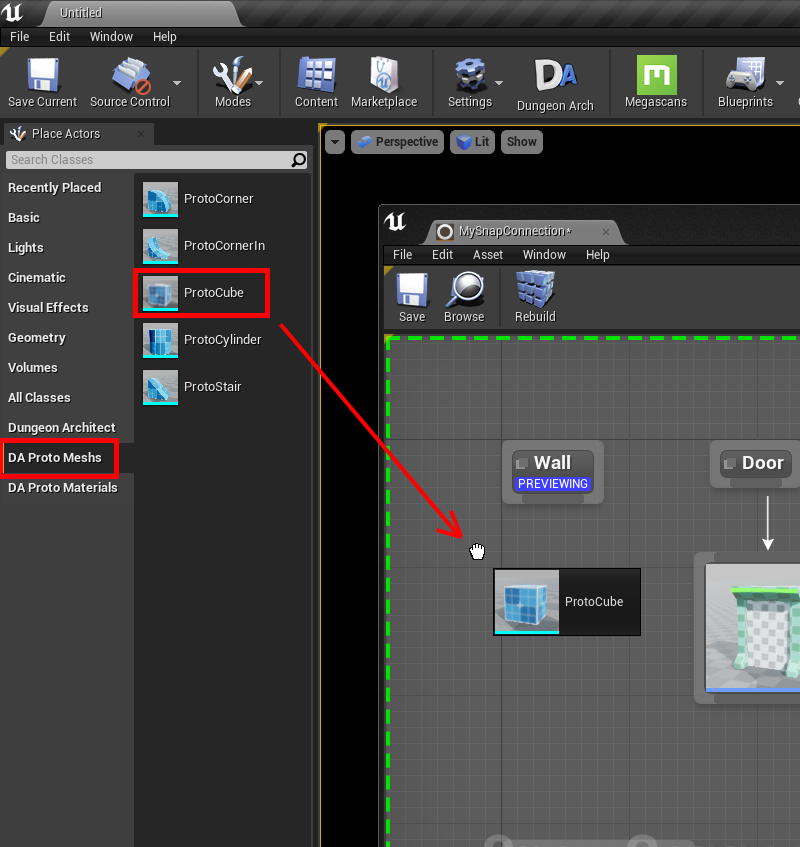 Untitled
File Edit Window Help
Save Current Source Control Modes Content Marketplace Settings Dungeon Arch Megascans Blueprints
Place Actors
Search Classes
Recently Placed
Basic
Lights
Cinematic
Visual Effects
Geometry
Volumes
All Classes
Dungeon Architect
DA Proto Meshs
DA Proto Materials
ProtoCorner
ProtoCornerIn
ProtoCube
ProtoCylinder
ProtoStair
Perspective Lit Show
MySnapConnection*
File Edit Asset Window Help
Save Browse Rebuild
Wall
PREVIEWING
Door
ProtoCube